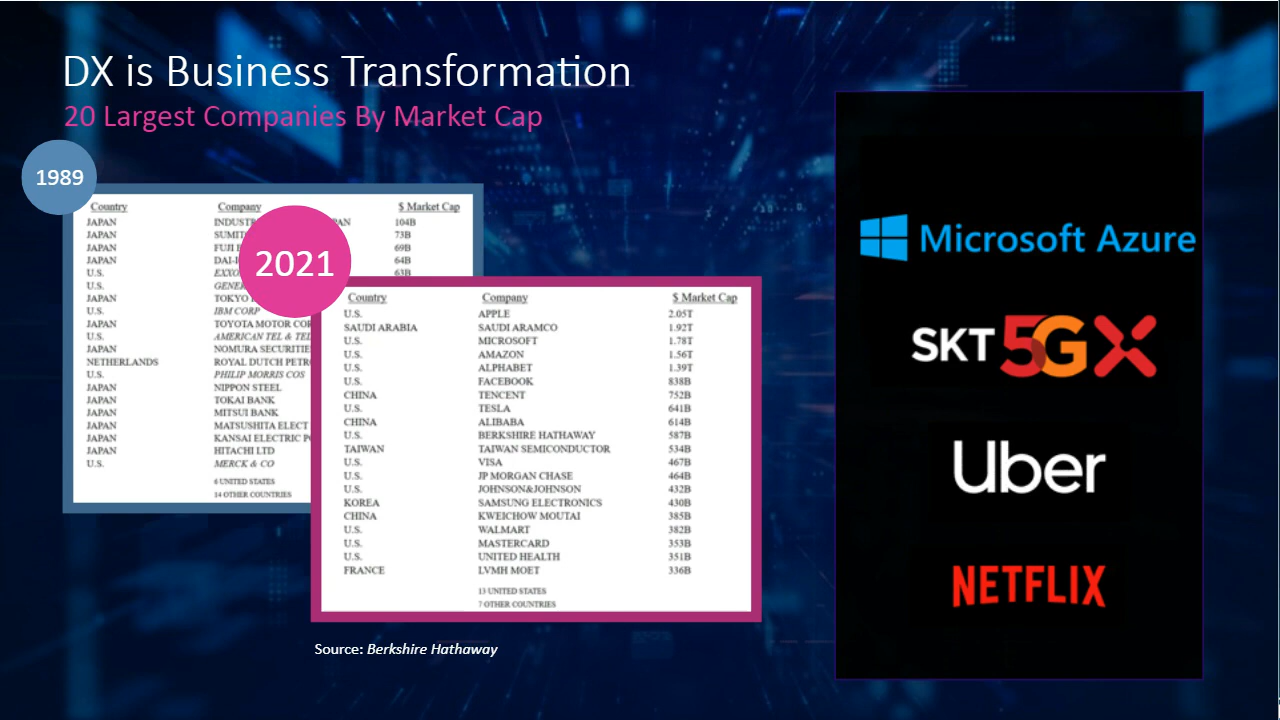 DX is Business Transformation
20 Largest Companies By Market Cap
1989
Country Company $ Market Cap
JAPAN 104B
JAPAN 73B
JAPAN FUJI 69B
JAPAN 64B
U.S. 63B
U.S.
JAPAN TOKYO
U.S. IBM CORP
JAPAN TOYOTA MOTOR
U.S. AMERICAN TEL &
JAPAN NOMURA
NETHERLANDS ROYAL DUTCH
U.S. PHILIP MORRIS COS
JAPAN NIPPON STEEL
JAPAN TOKAI BANK
JAPAN MITSUI BANK
JAPAN MATSUSHITA ELECT
JAPAN KANSAI ELECTRIC
JAPAN HITACHI LTD
U.S. MERCK & CO
6 UNITED STATES
14 OTHER COUNTRIES
2021
Country Company $ Market Cap
U.S. APPLE 2.05T
SAUDI ARABIA SAUDI ARAMCO 1.92T
U.S. MICROSOFT 1.78T
U.S. AMAZON 1.56T
U.S. ALPHABET 1.39T
U.S. FACEBOOK 838B
CHINA TENCENT 752B
U.S. TESLA 641B
CHINA ALIBABA 614B
U.S. BERKSHIRE HATHAWAY 587B
TAIWAN TAIWAN SEMICONDUCTOR 534B
U.S. VISA 467B
U.S. JP MORGAN CHASE 464B
U.S. JOHNSON&JOHNSON 432B
KOREA SAMSUNG ELECTRONICS 430B
CHINA KWEICHOW MOUTAI 385B
U.S. WALMART 382B
U.S. MASTERCARD 353B
U.S. UNITED HEALTH 351B
FRANCE LVMH MOET 336B
13 UNITED STATES
7 OTHER COUNTRIES
Source: Berkshire Hathaway
Microsoft Azure
SKT 5GX
Uber
NETFLIX